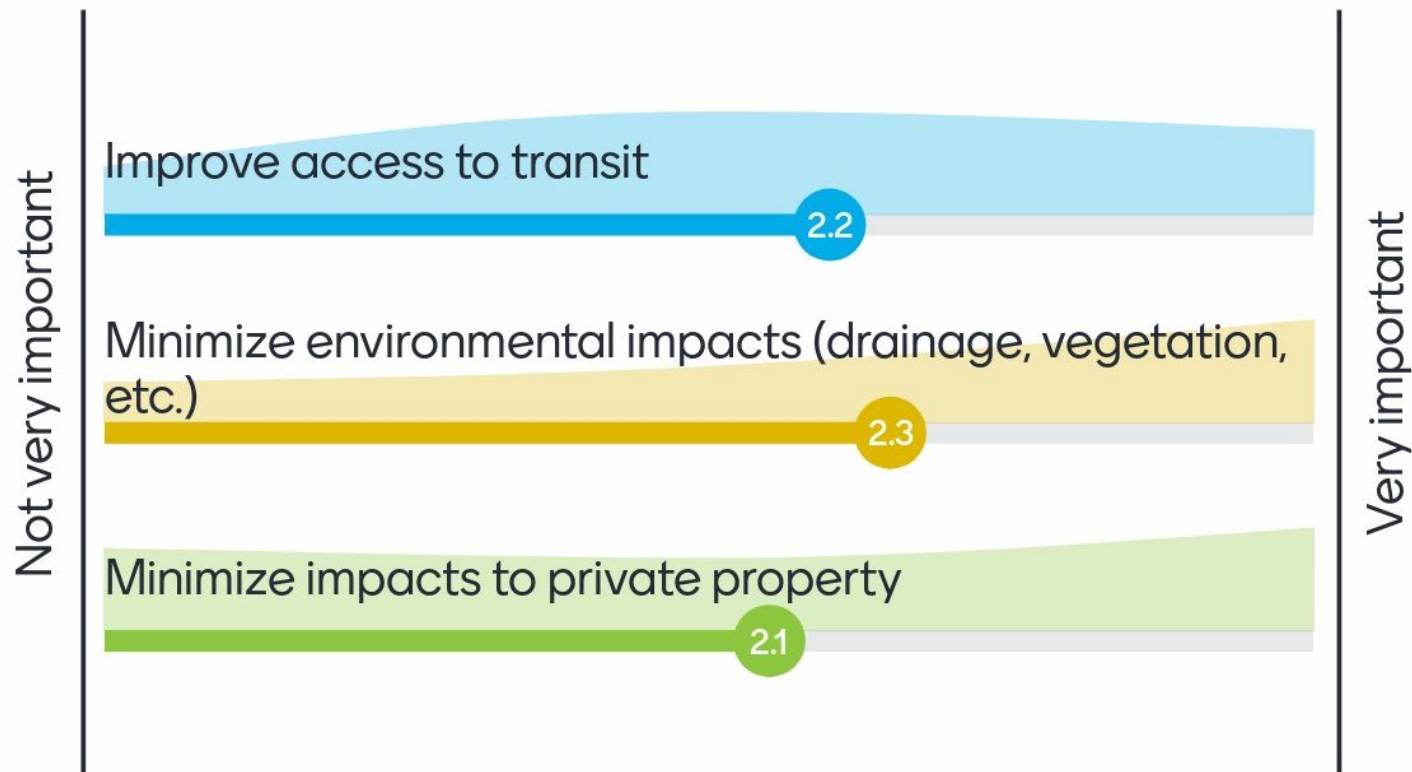 Not very important
Improve access to transit
2.2
Minimize environmental impacts (drainage, vegetation,
etc.)
2.3
Minimize impacts to private property
2.1
Very important